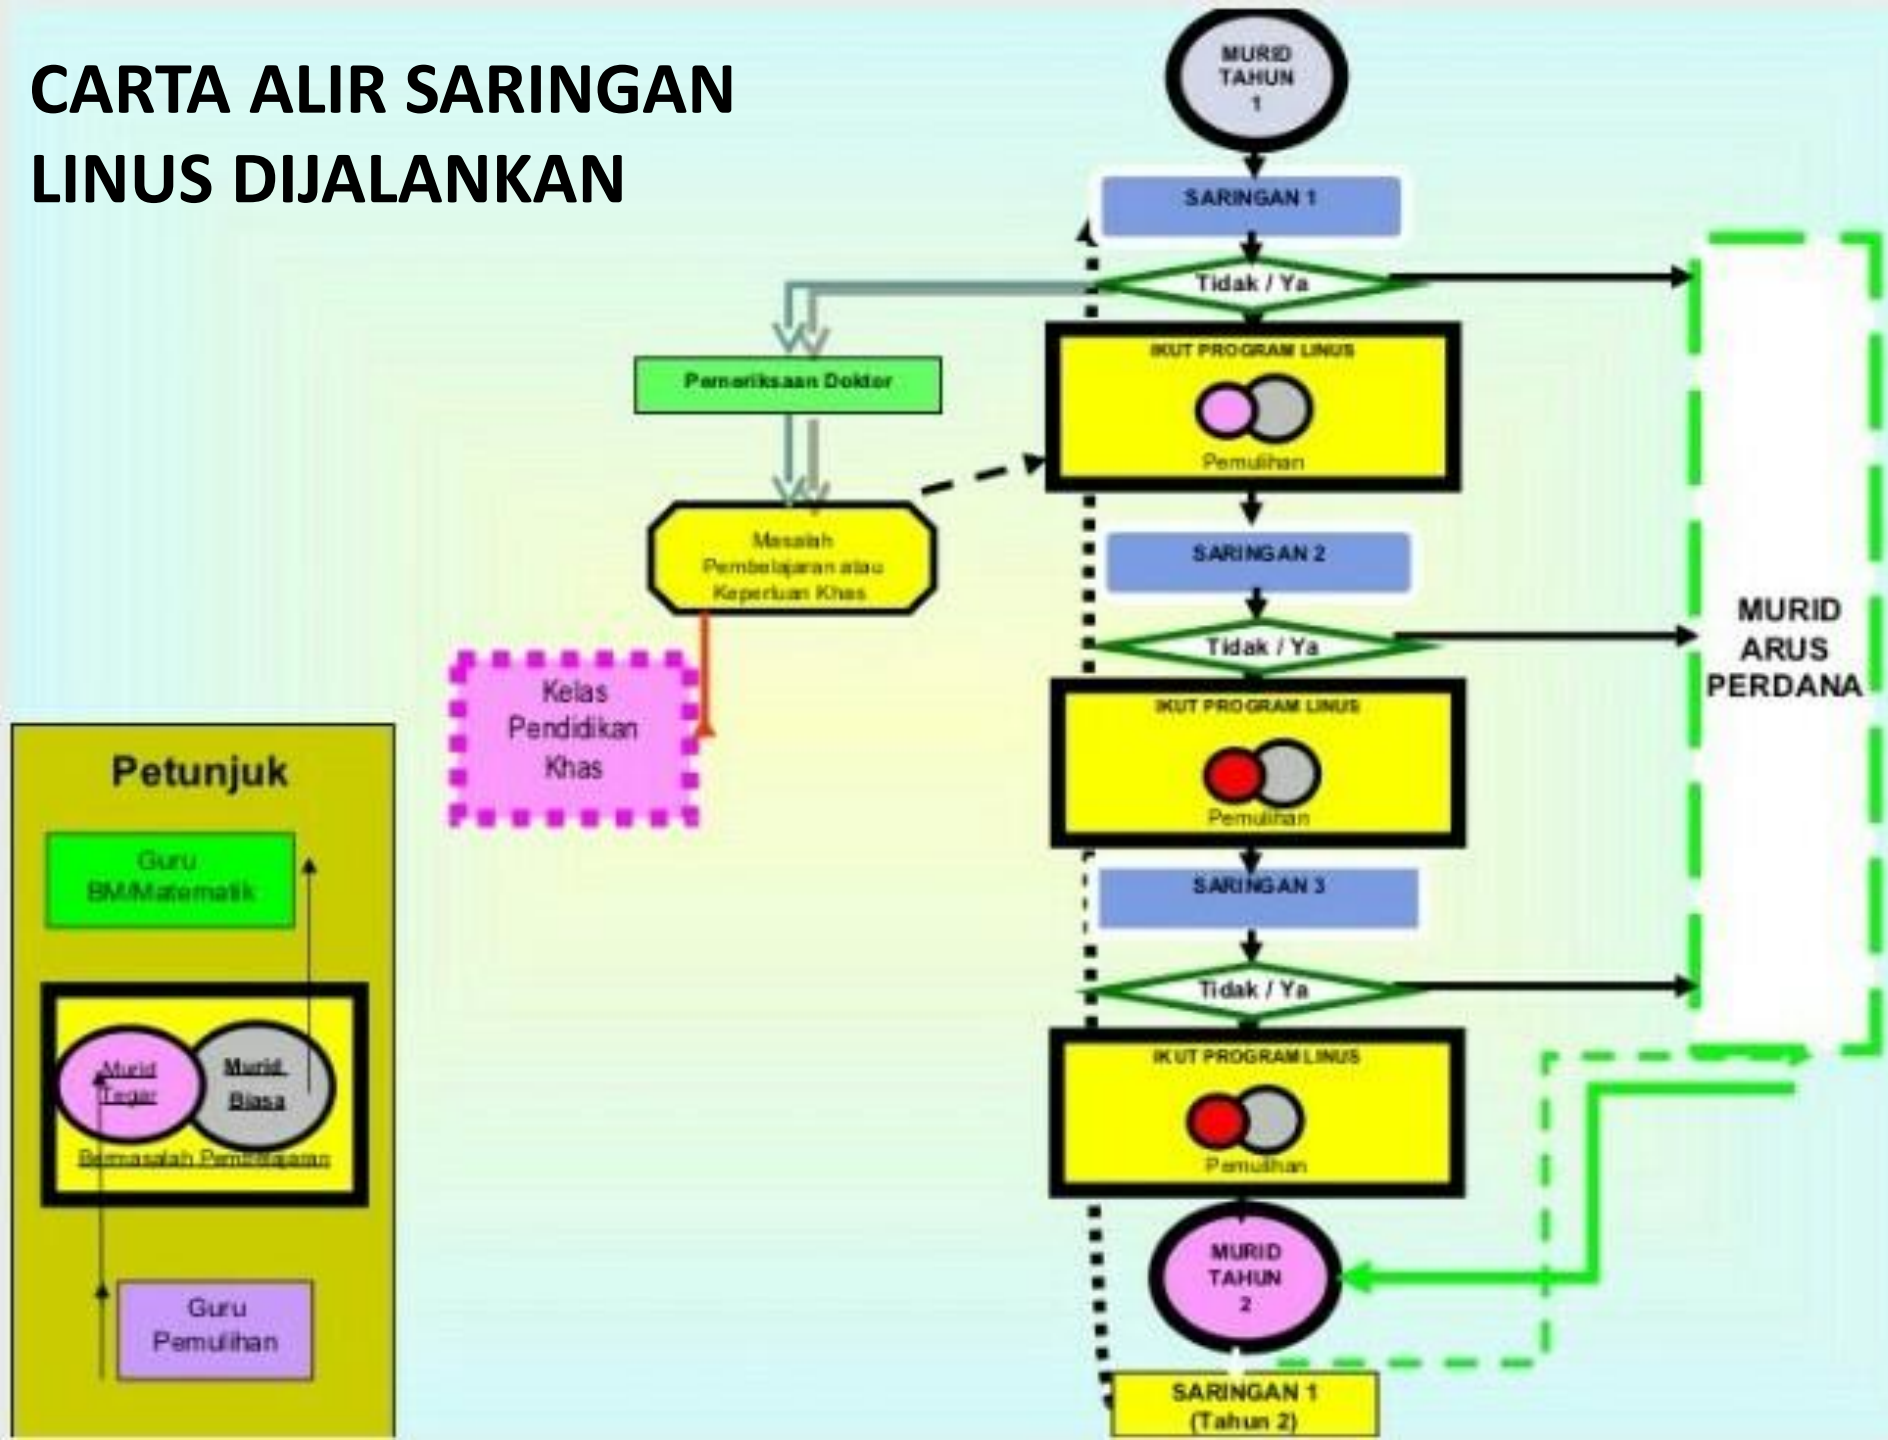 CARTA ALIR SARINGAN
LINUS DIJALANKAN
MURID
TAHUN
1
SARINGAN 1
Tidak / Ya
IKUT PROGRAM LINUS
Pemulihan
Pemeriksaan Doktor
Masalah
Pembelajaran atau
Keperluan Khas
Kelas
Pendidikan
Khas
SARINGAN 2
Tidak / Ya
IKUT PROGRAM LINUS
Pemulihan
SARINGAN 3
Tidak / Ya
IKUT PROGRAM LINUS
Pemulihan
MURID
TAHUN
2
SARINGAN 1
(Tahun 2)
MURID
ARUS
PERDANA
Petunjuk
Guru
BM/Matematik
Murid
Tegar
Murid
Biasa
Bermasalah Pembelajaran
Guru
Pemulihan